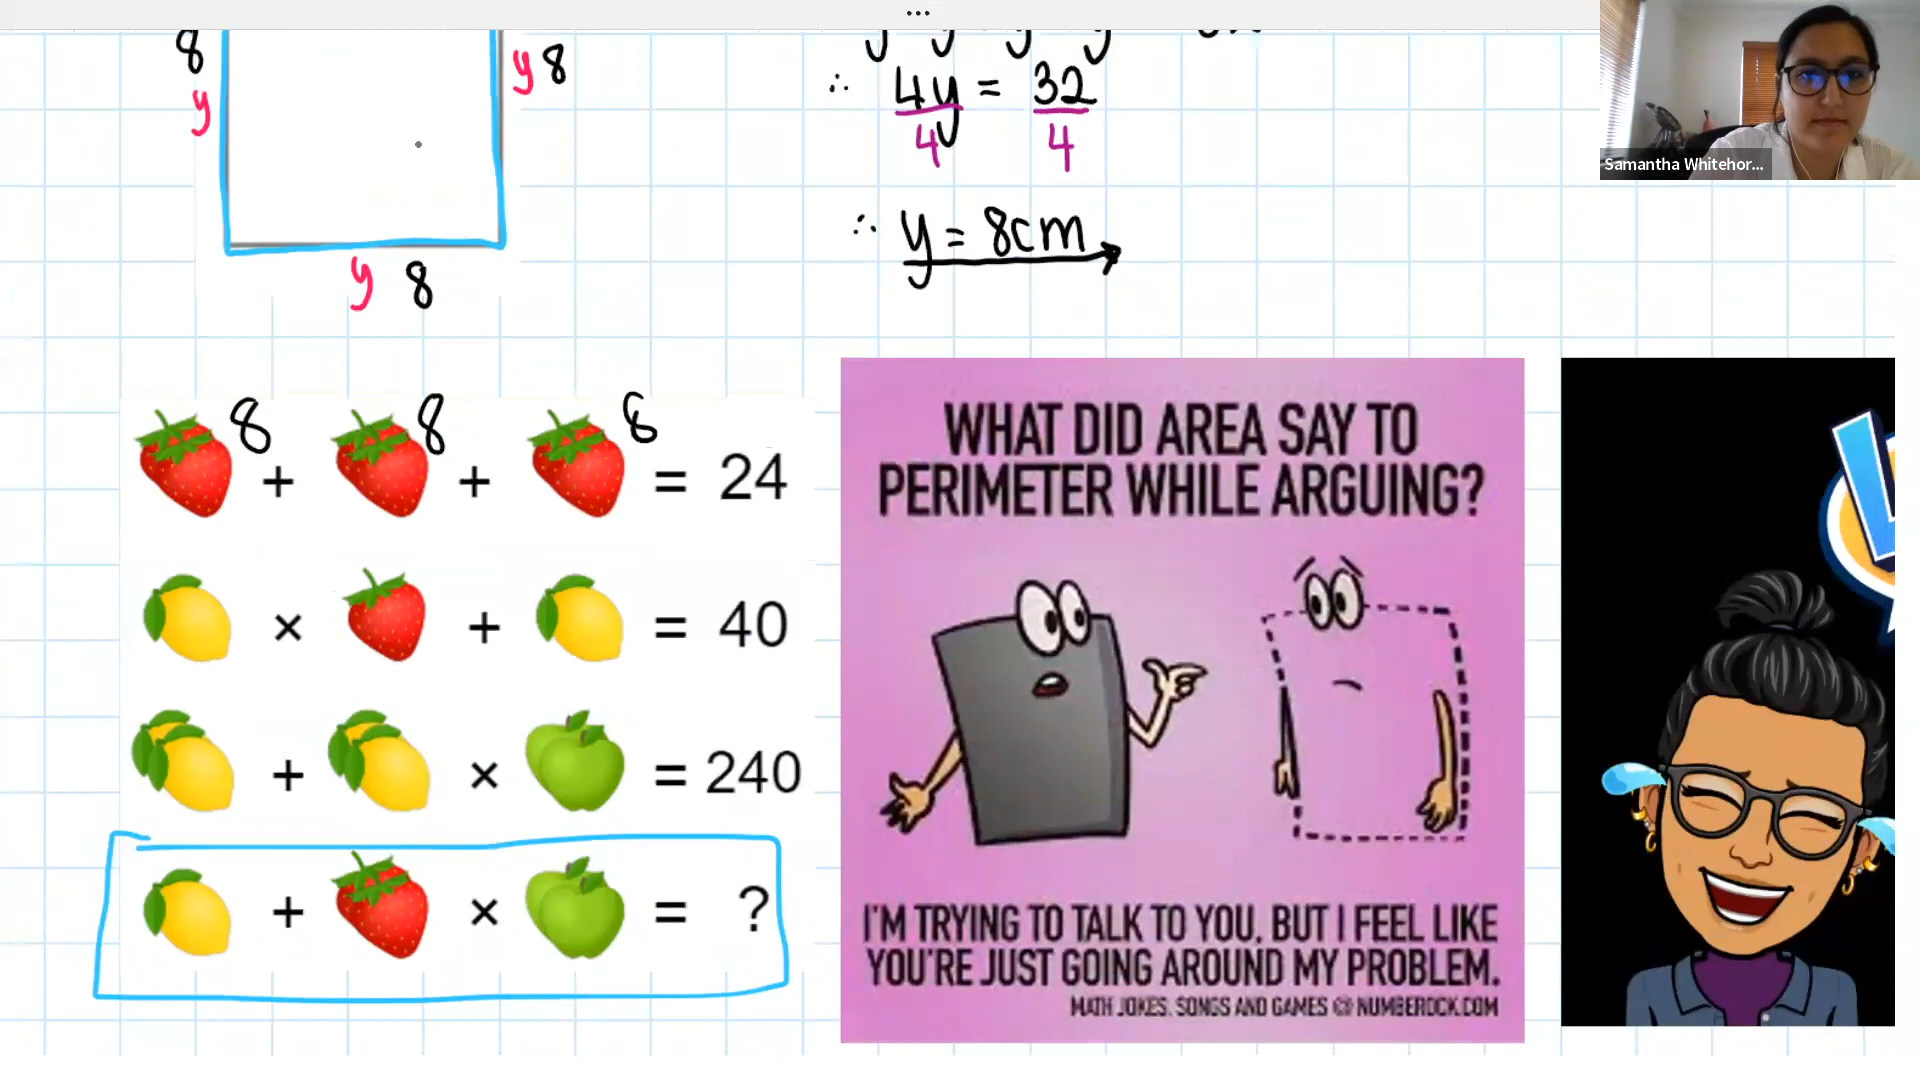 ...
8
y
y 8
∴ 4y = 32
4 4
∴ y = 8cm
y 8
Samantha Whitehor...
8 8 8
+ + = 24
× + = 40
+ × = 240
+ × = ?
WHAT DID AREA SAY TO
PERIMETER WHILE ARGUING?
I'M TRYING TO TALK TO YOU, BUT I FEEL LIKE
YOU'RE JUST GOING AROUND MY PROBLEM.
MATH JOKES, SONGS AND GAMES @ NUMBEROCK.COM